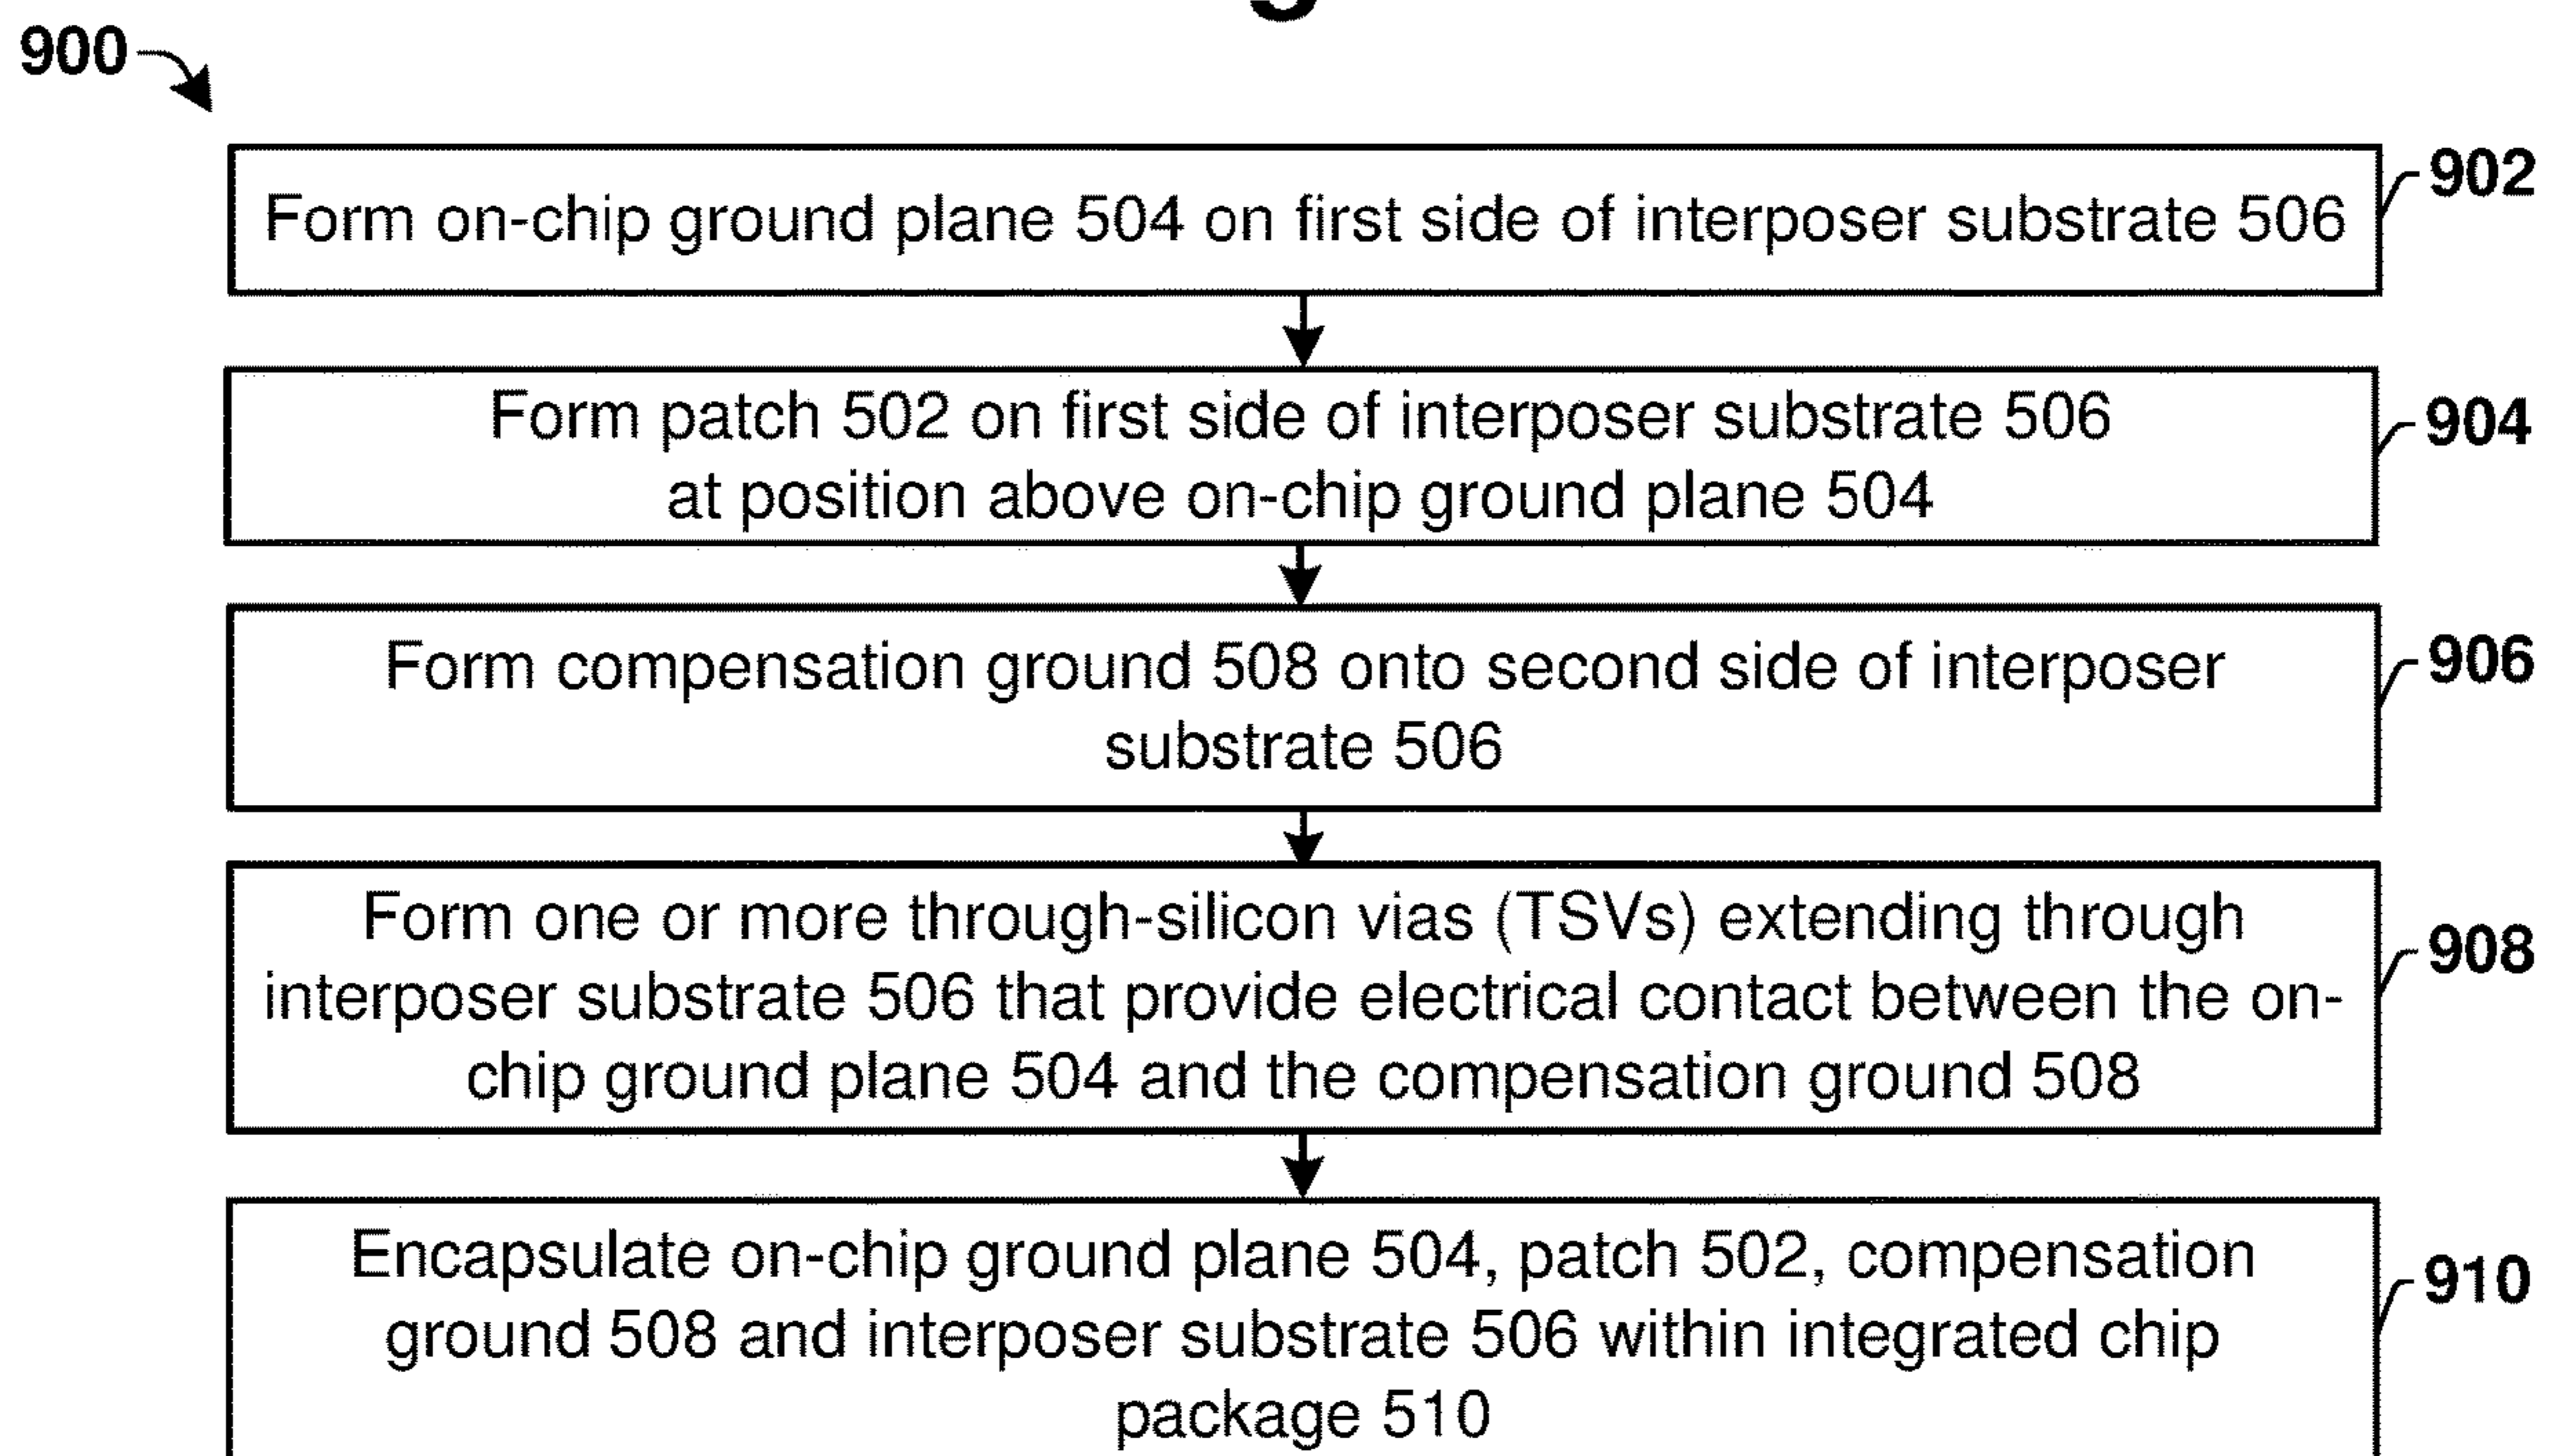 900
Form on-chip ground plane 504 on first side of interposer substrate 506
902
Form patch 502 on first side of interposer substrate 506
at position above on-chip ground plane 504
904
Form compensation ground 508 onto second side of interposer
substrate 506
906
Form one or more through-silicon vias (TSVs) extending through
interposer substrate 506 that provide electrical contact between the on-
chip ground plane 504 and the compensation ground 508
908
Encapsulate on-chip ground plane 504, patch 502, compensation
ground 508 and interposer substrate 506 within integrated chip
package 510
910